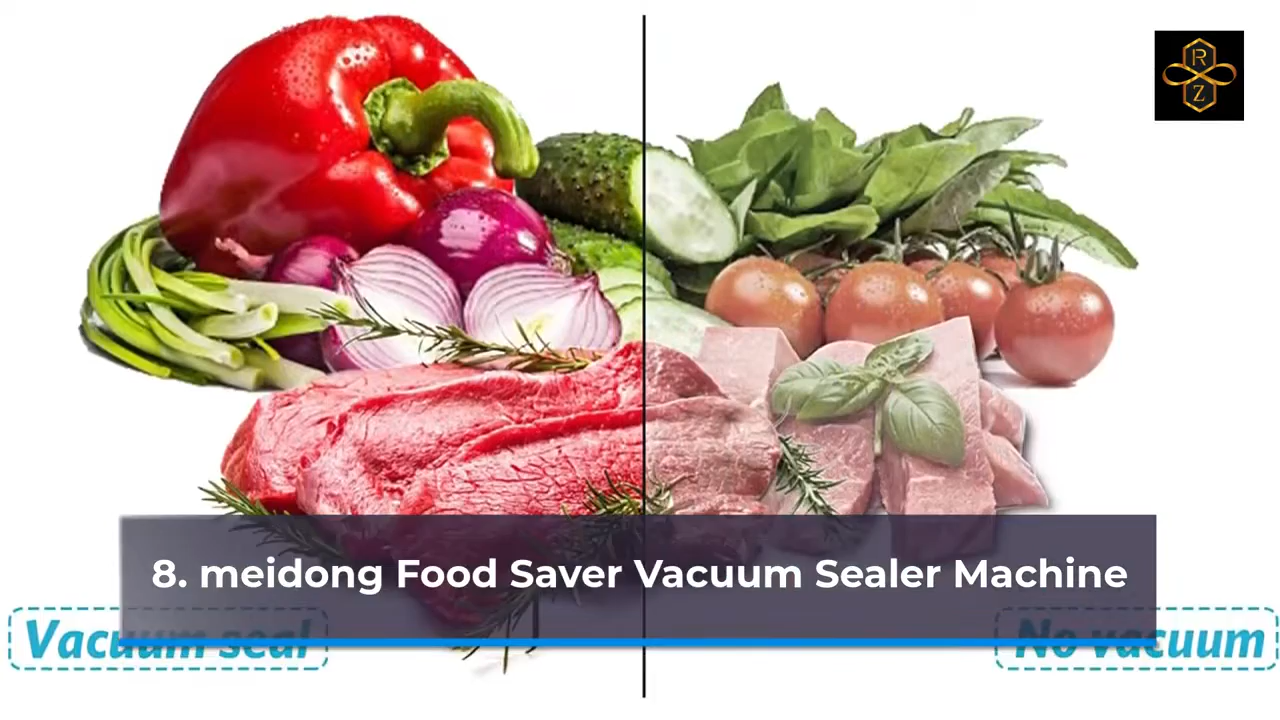 R
Z
8. meidong Food Saver Vacuum Sealer Machine
Vacuum seal
No vacuum